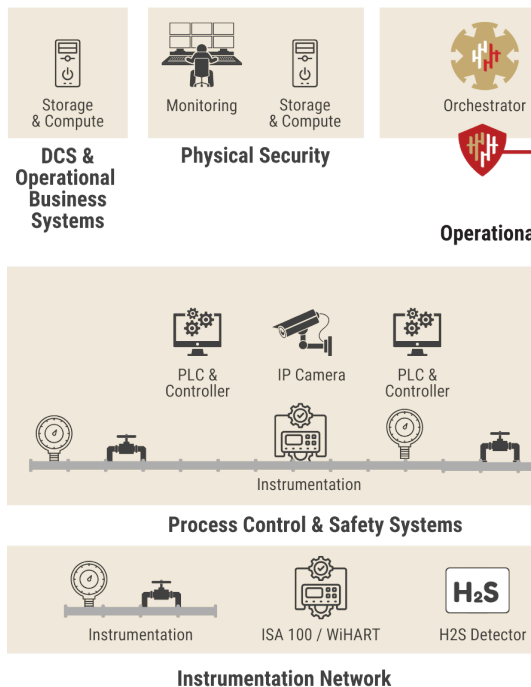 Storage
& Compute
Monitoring
Storage
& Compute
Orchestrator
DCS &
Operational
Business
Systems
Physical Security
Operationa
PLC &
Controller
IP Camera
PLC &
Controller
Instrumentation
Process Control & Safety Systems
H₂S
Instrumentation
ISA 100 / WiHART
H2S Detector
Instrumentation Network